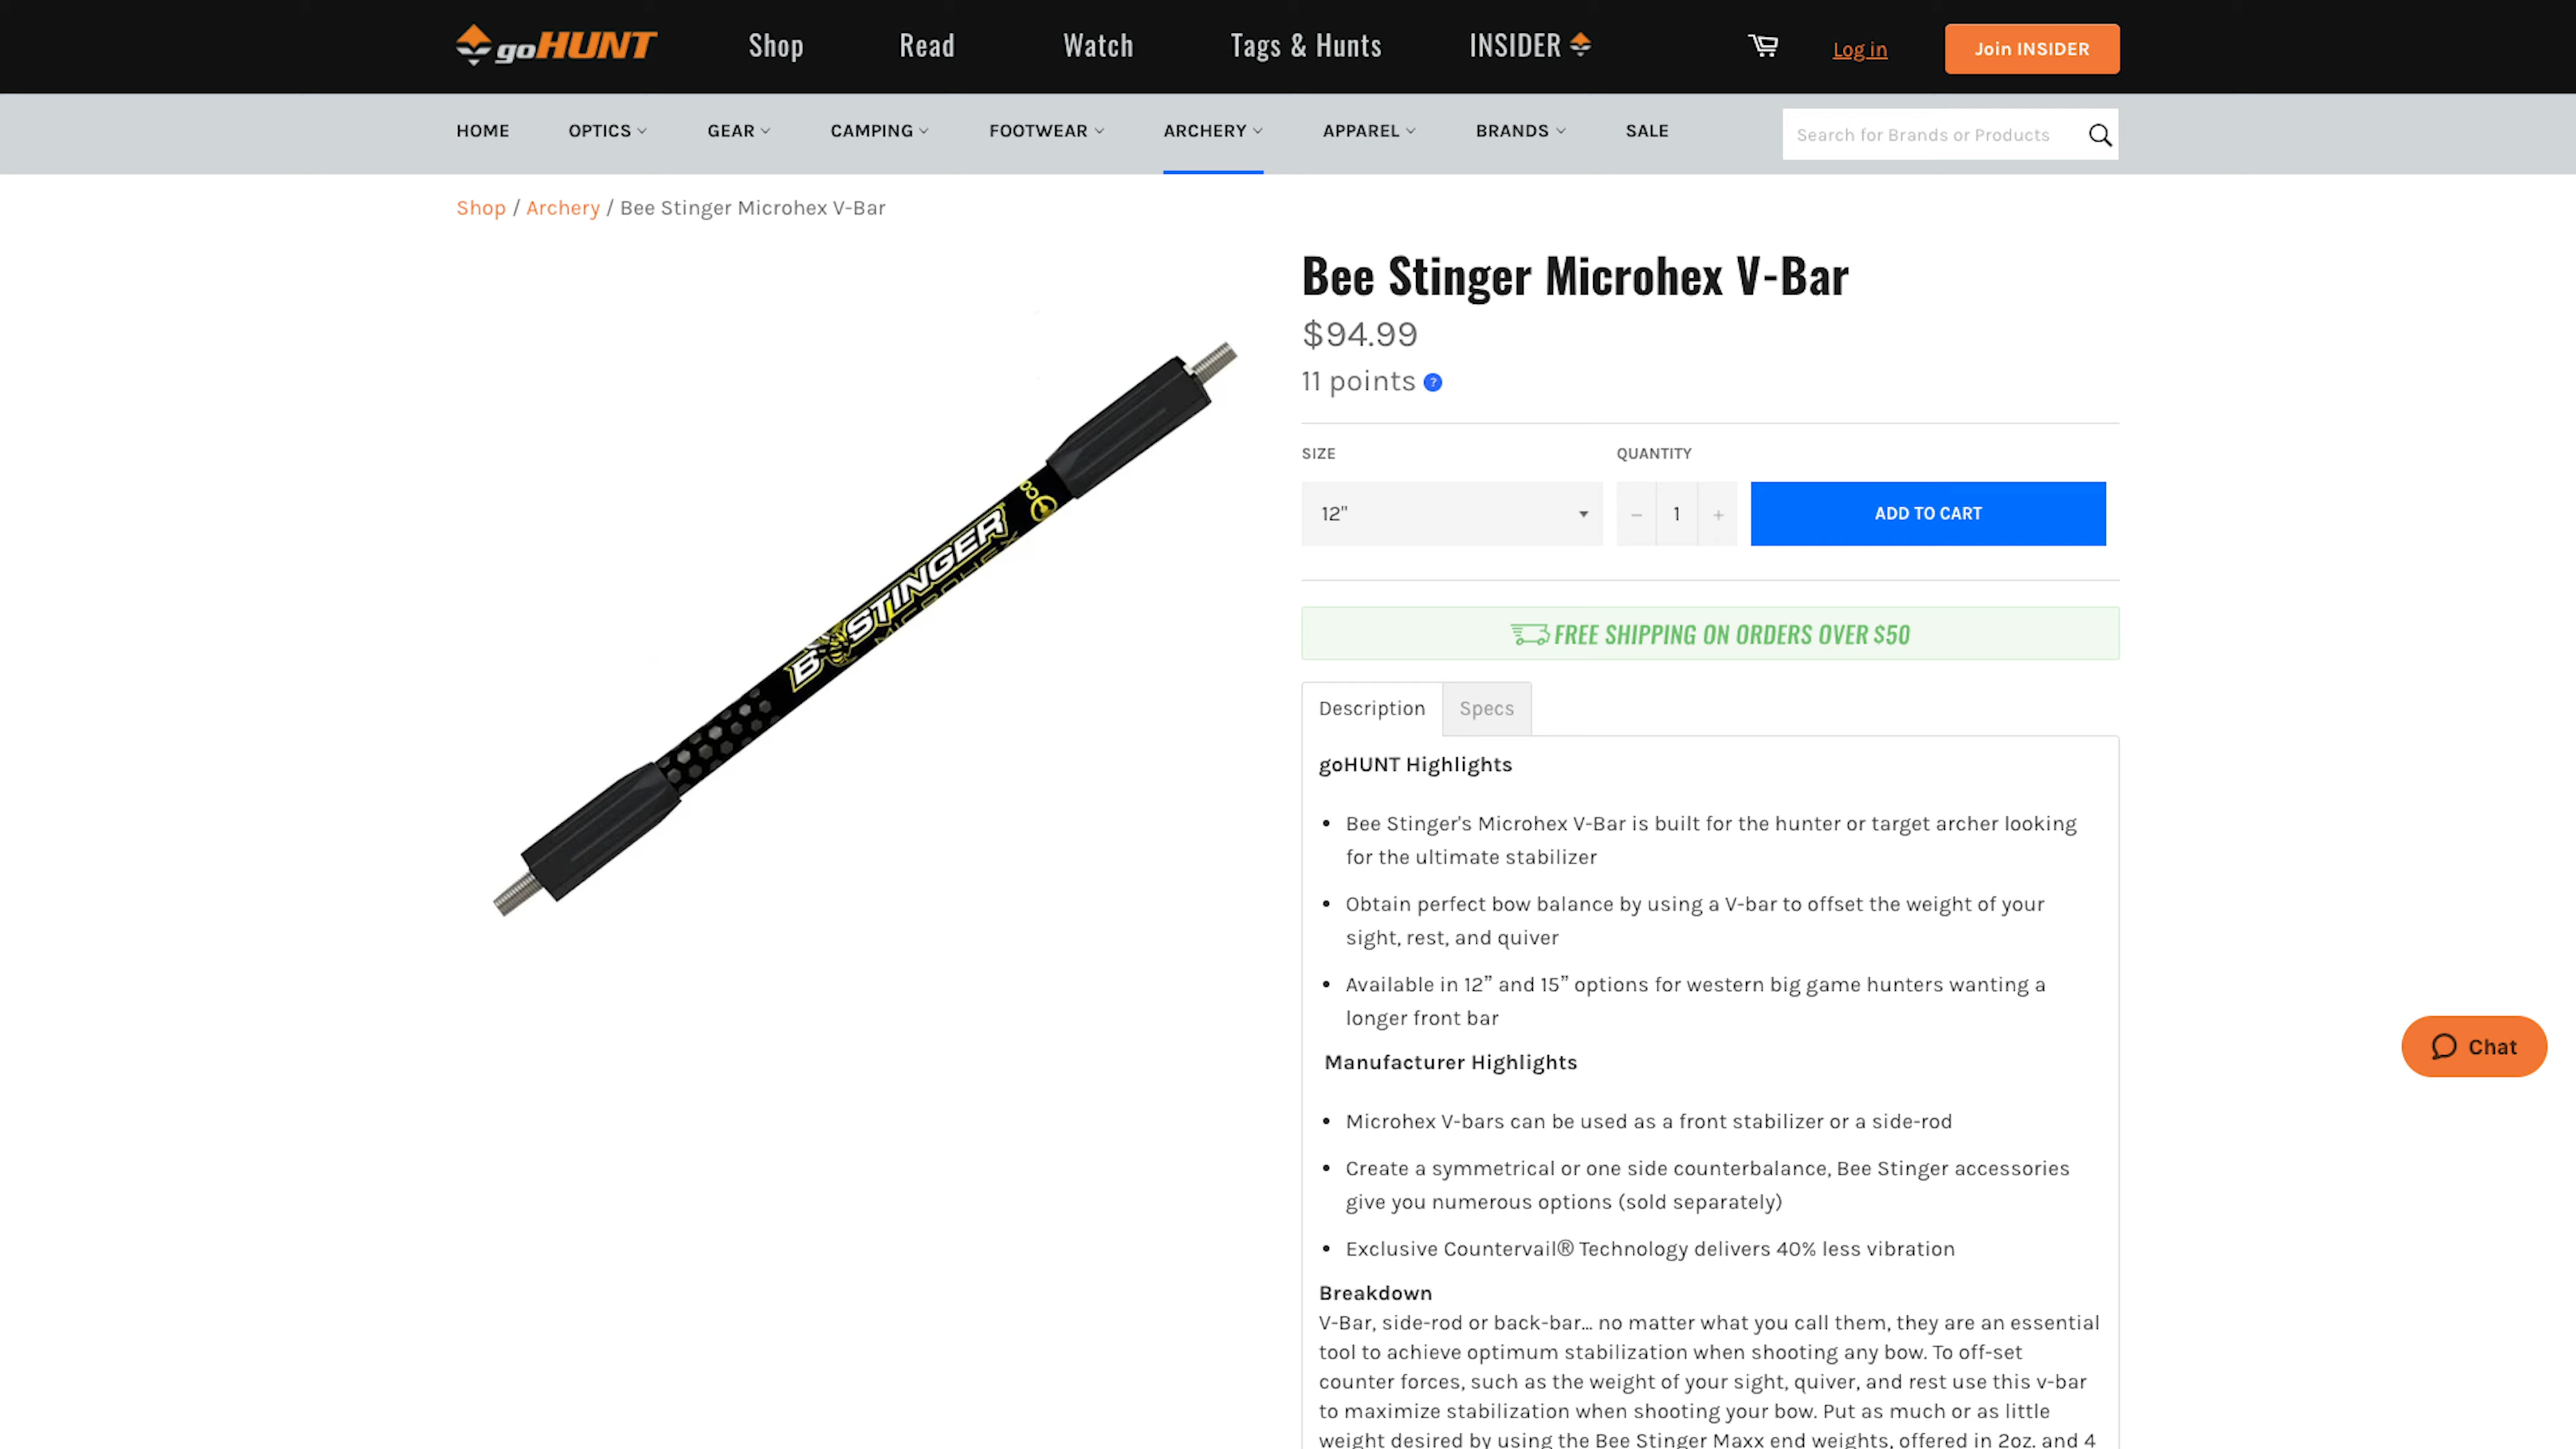 goHUNT
Shop
Read
Watch
Tags & Hunts
INSIDER
Log in
Join INSIDER
HOME
OPTICS
GEAR
CAMPING
FOOTWEAR
ARCHERY
APPAREL
BRANDS
SALE
Search for Brands or Products
Shop / Archery / Bee Stinger Microhex V-Bar
B STINGER
MICROHEX
Bee Stinger Microhex V-Bar
$94.99
11 points ?
SIZE
QUANTITY
12"
− 1 +
ADD TO CART
FREE SHIPPING ON ORDERS OVER $50
Description
Specs
goHUNT Highlights
• Bee Stinger's Microhex V-Bar is built for the hunter or target archer looking
for the ultimate stabilizer
• Obtain perfect bow balance by using a V-bar to offset the weight of your
sight, rest, and quiver
• Available in 12” and 15” options for western big game hunters wanting a
longer front bar
Manufacturer Highlights
• Microhex V-bars can be used as a front stabilizer or a side-rod
• Create a symmetrical or one side counterbalance, Bee Stinger accessories
give you numerous options (sold separately)
• Exclusive Countervail® Technology delivers 40% less vibration
Breakdown
V-Bar, side-rod or back-bar... no matter what you call them, they are an essential
tool to achieve optimum stabilization when shooting any bow. To off-set
counter forces, such as the weight of your sight, quiver, and rest use this v-bar
to maximize stabilization when shooting your bow. Put as much or as little
weight desired by using the Bee Stinger Maxx end weights, offered in 2oz. and 4
Chat